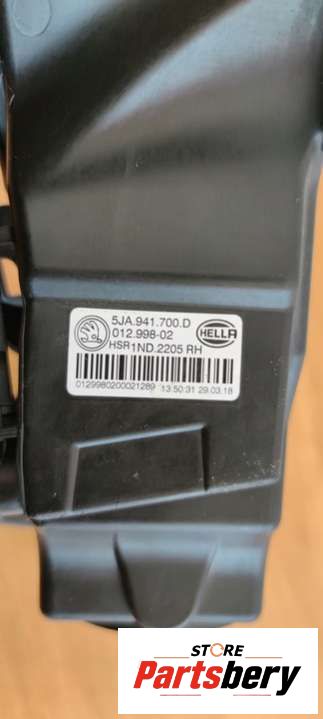 5JA.941.700.D
012.998-02
HSR1ND.2205 RH
HELLA
0129980200021289 13:50:31 29.03.18
STORE
Partsbery